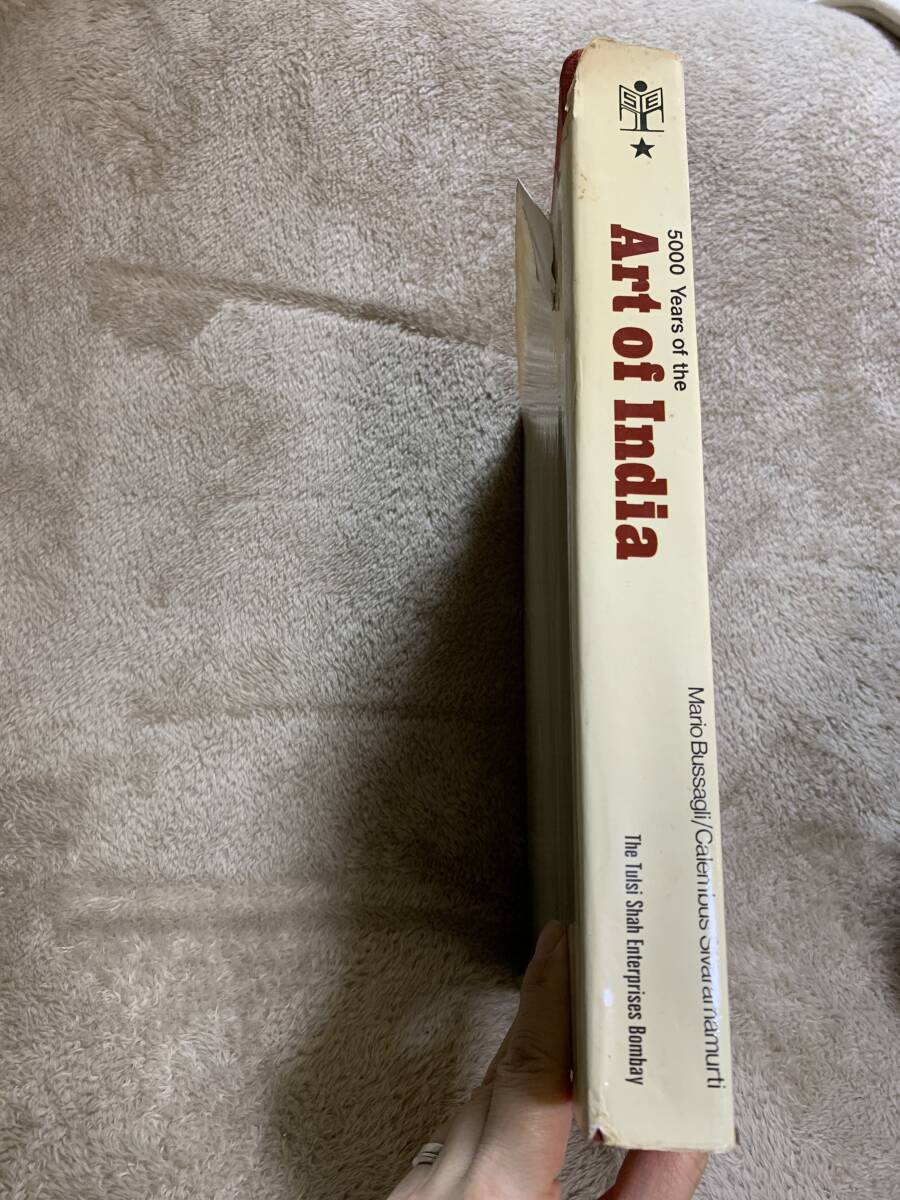 5000 Years of the
Art of India
Mario Bussagli/Calembus Sivaramamurti
The Tulsi Shah Enterprises Bombay